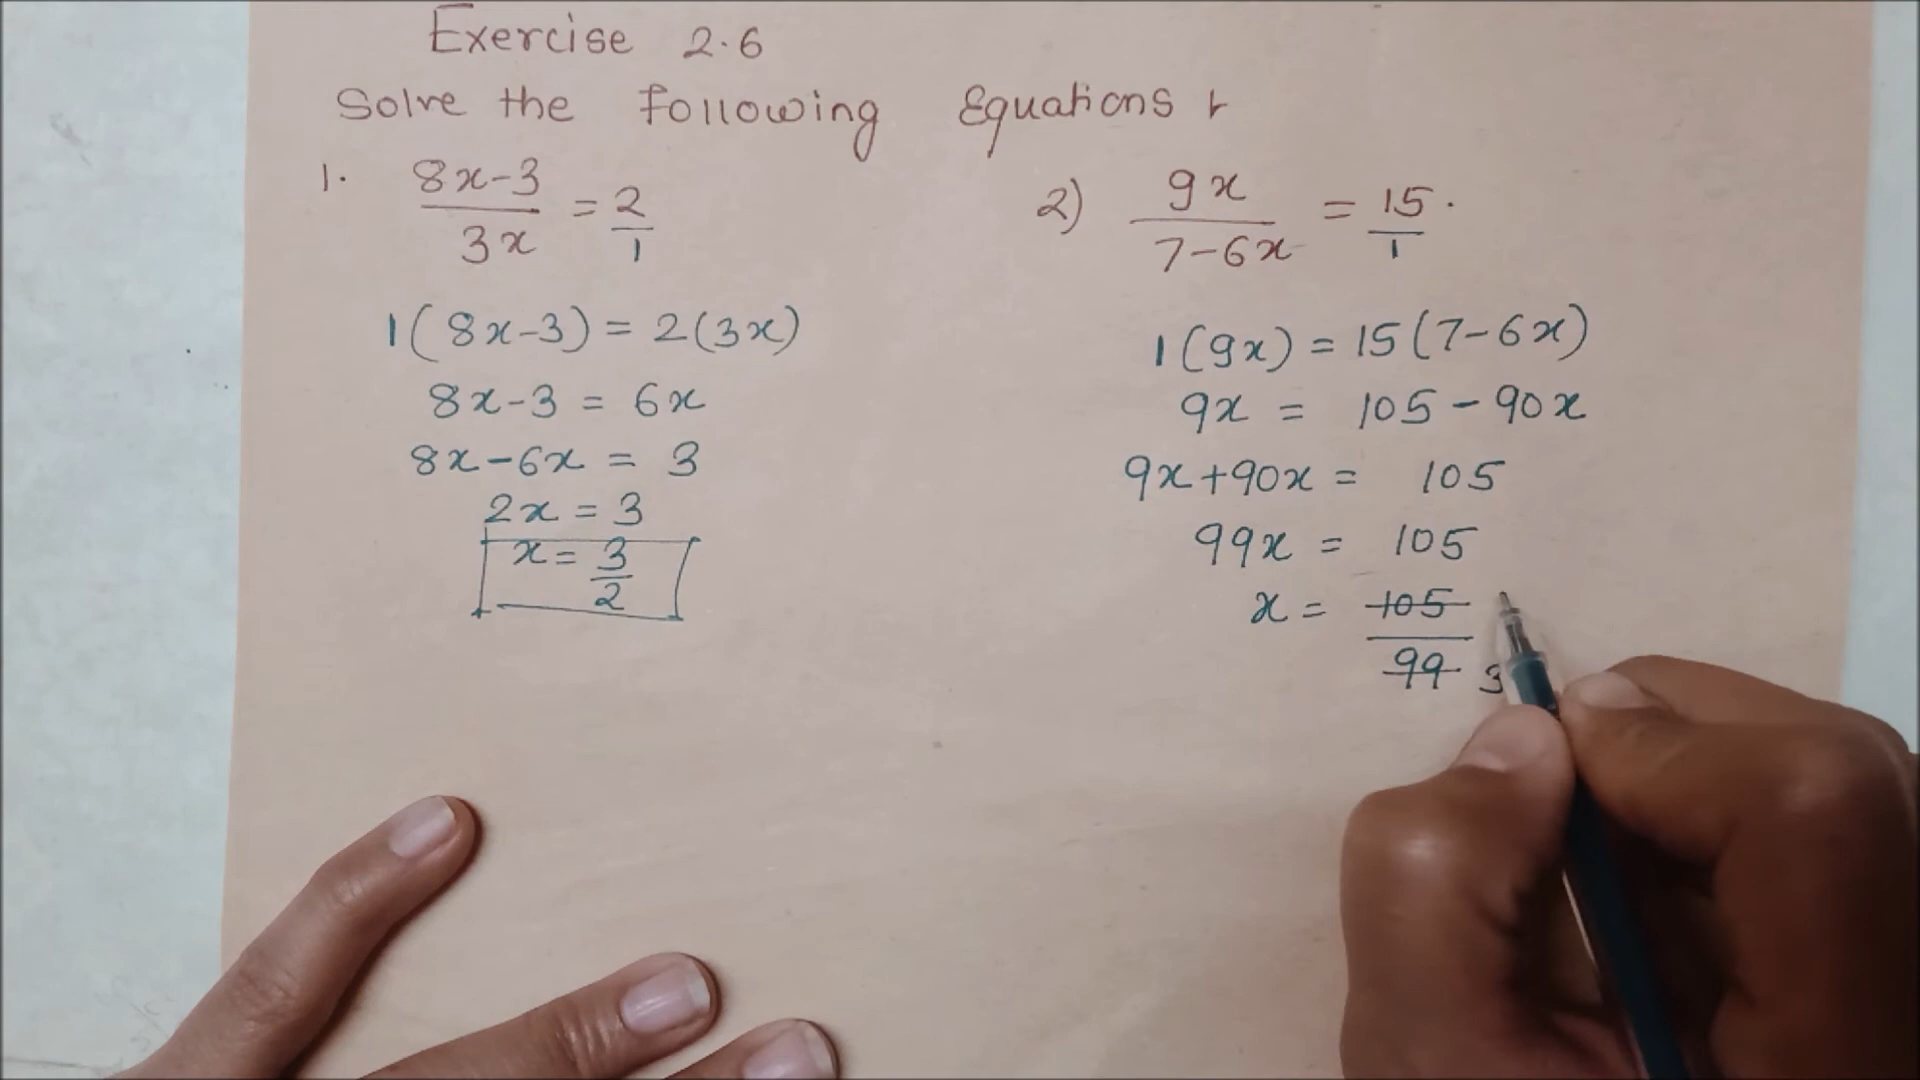 Exercise 2.6
Solve the following Equations
1. 8x-3 / 3x = 2 / 1
1(8x-3) = 2(3x)
8x-3 = 6x
8x-6x = 3
2x = 3
x = 3 / 2
2) 9x / 7-6x = 15 / 1
1(9x) = 15(7-6x)
9x = 105-90x
9x+90x = 105
99x = 105
x = 105 / 99